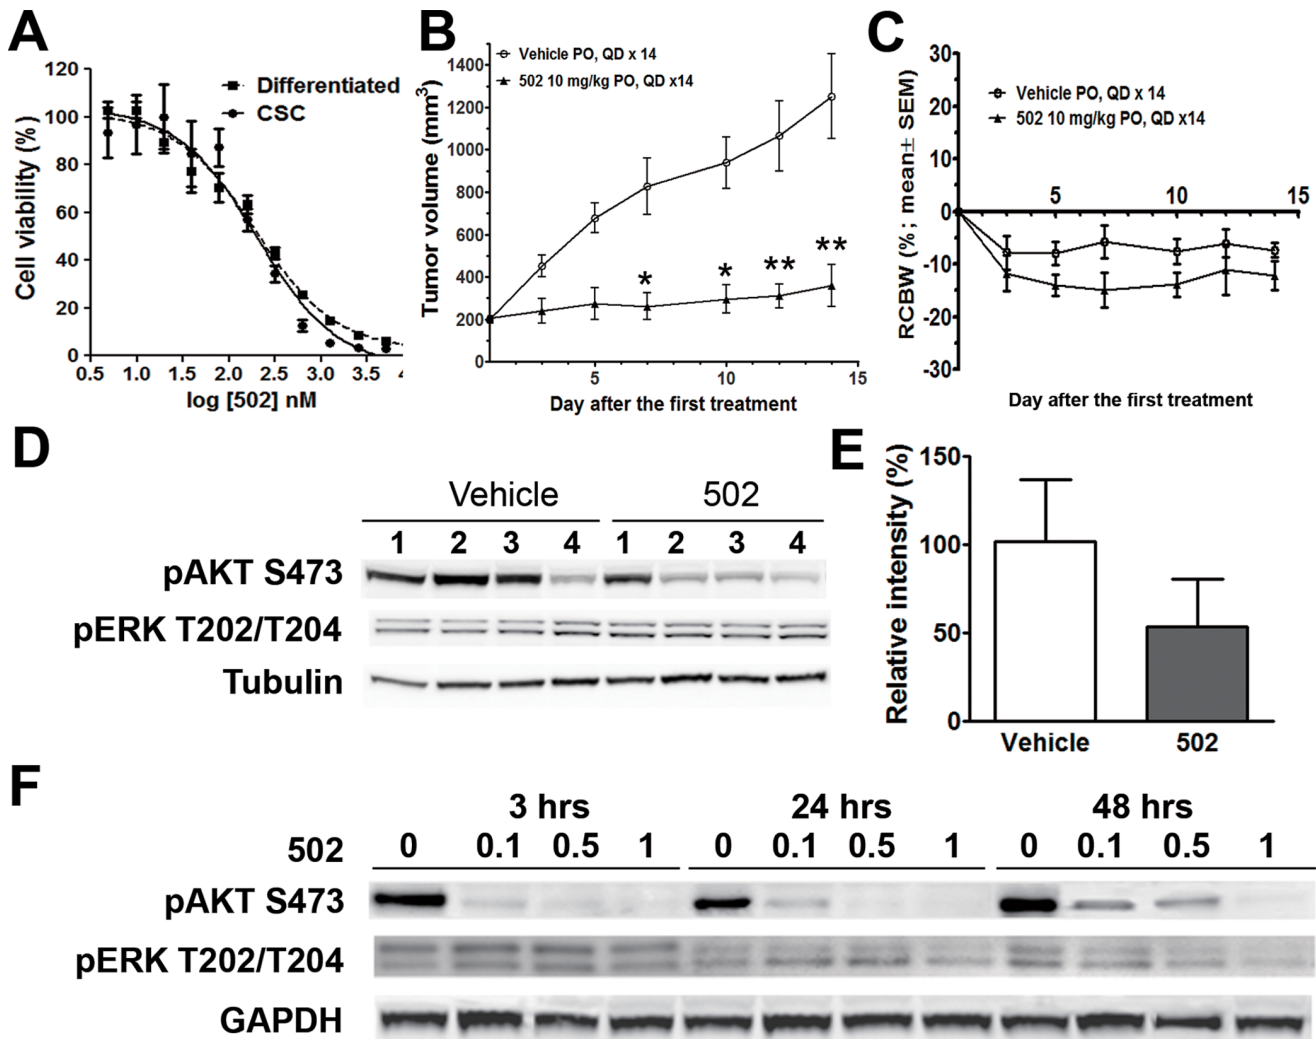 A
120
100
80
60
40
20
0
0.5 1.0 1.5 2.0 2.5 3.0 3.5
Cell viability (%)
log [502] nM
Differentiated
CSC
B
Vehicle PO, QD x 14
502 10 mg/kg PO, QD x14
1400
1200
1000
800
600
400
200
0
5 10 15
Tumor volume (mm3)
Day after the first treatment
* * ** **
C
30
20
10
0
-10
-20
-30
5 10 15
Vehicle PO, QD x 14
502 10 mg/kg PO, QD x14
RCBW (%; mean± SEM)
Day after the first treatment
D
Vehicle 502
1 2 3 4 1 2 3 4
pAKT S473
pERK T202/T204
Tubulin
E
150
100
50
0
Relative intensity (%)
Vehicle 502
F
3 hrs 24 hrs 48 hrs
502 0 0.1 0.5 1 0 0.1 0.5 1 0 0.1 0.5 1
pAKT S473
pERK T202/T204
GAPDH